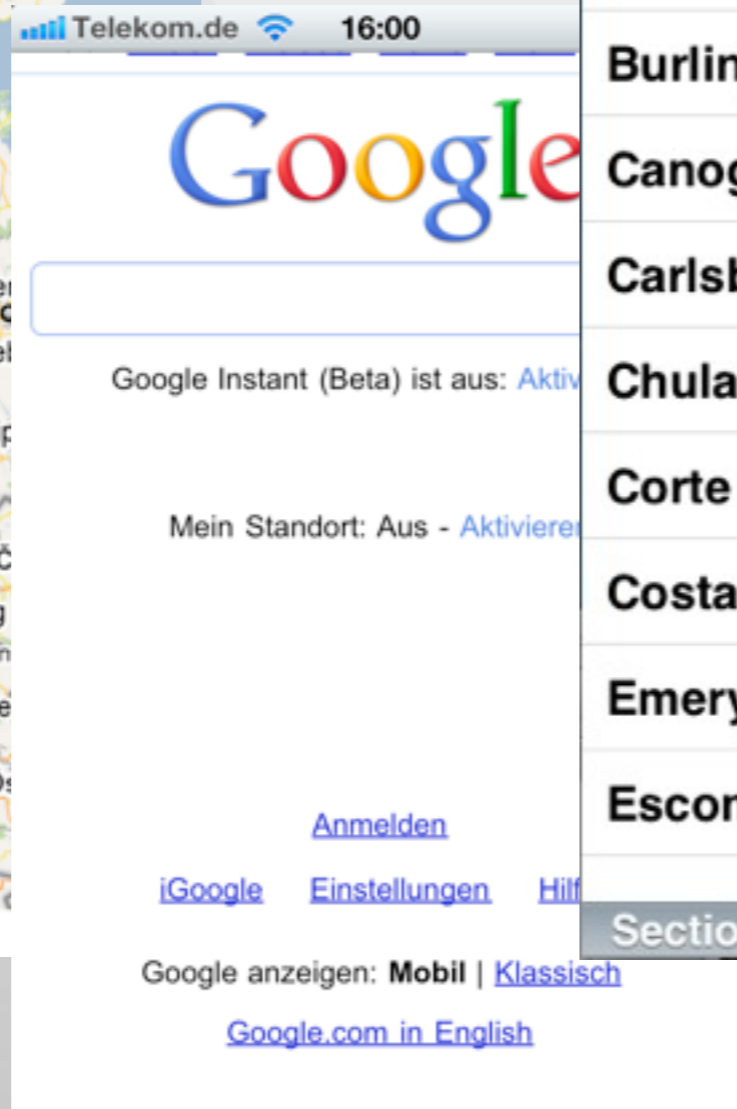 Telekom.de 16:00
Google
Google Instant (Beta) ist aus: Aktiv
Mein Standort: Aus - Aktiviere
Anmelden
iGoogle Einstellungen Hilf
Google anzeigen: Mobil | Klassisch
Google.com in English
Burlin
Canog
Carlsb
Chula
Corte
Costa
Emery
Escon
Sectio